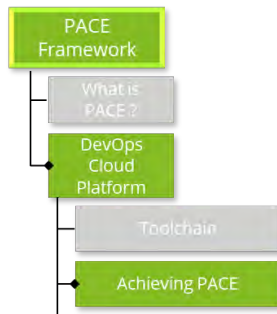 PACE
Framework
What is
PACE ?
DevOps
Cloud
Platform
Toolchain
Achieving PACE